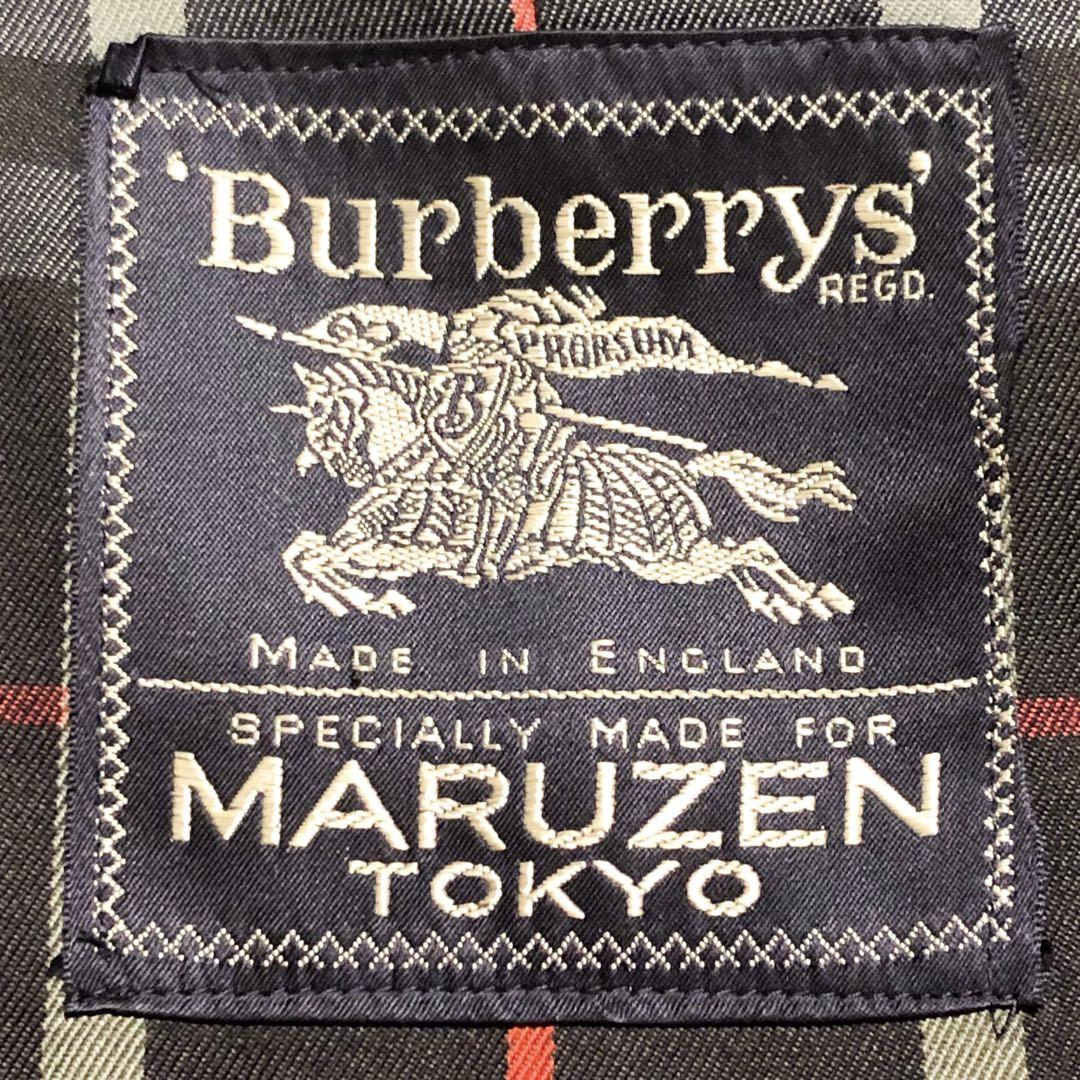 'Burberrys'
REGD.
PRORSUM
B
MADE IN ENGLAND
SPECIALLY MADE FOR
MARUZEN
TOKYO